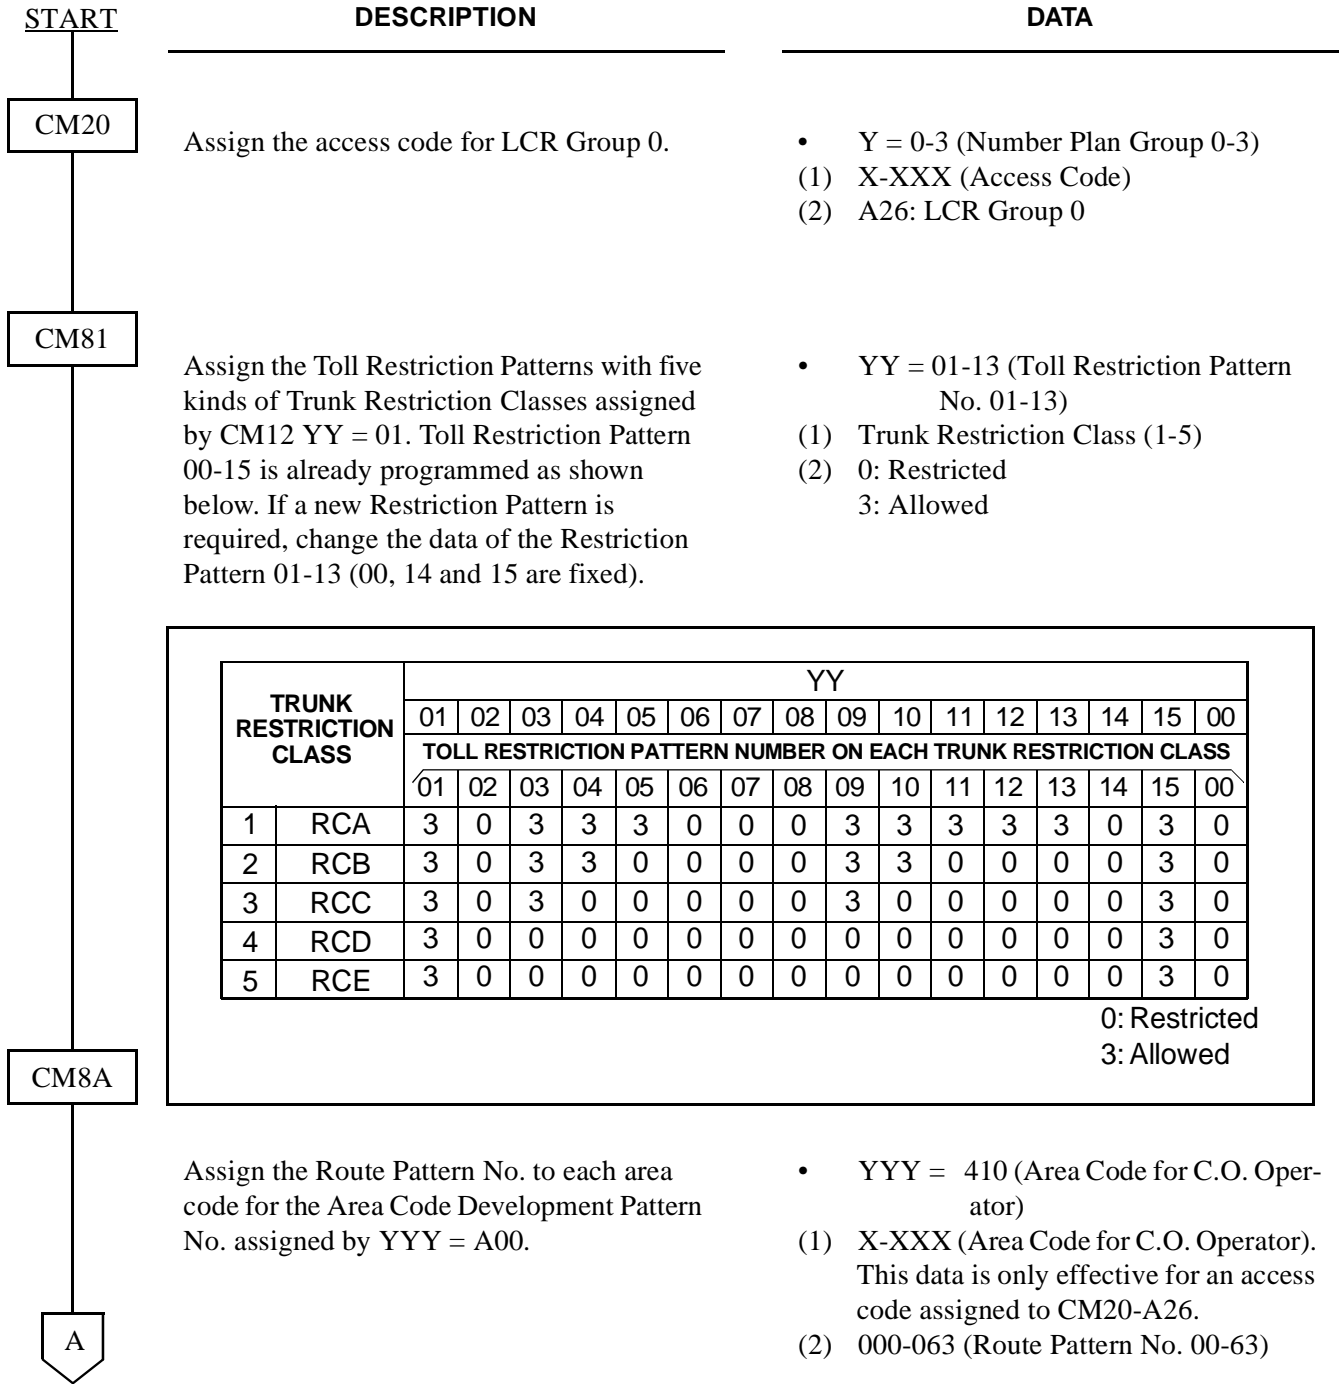 START
DESCRIPTION
DATA
CM20
Assign the access code for LCR Group 0.
• Y = 0-3 (Number Plan Group 0-3)
(1) X-XXX (Access Code)
(2) A26: LCR Group 0
CM81
Assign the Toll Restriction Patterns with five
kinds of Trunk Restriction Classes assigned
by CM12 YY = 01. Toll Restriction Pattern
00-15 is already programmed as shown
below. If a new Restriction Pattern is
required, change the data of the Restriction
Pattern 01-13 (00, 14 and 15 are fixed).
• YY = 01-13 (Toll Restriction Pattern
No. 01-13)
(1) Trunk Restriction Class (1-5)
(2) 0: Restricted
3: Allowed
TRUNK
RESTRICTION
CLASS
YY
01 02 03 04 05 06 07 08 09 10 11 12 13 14 15 00
TOLL RESTRICTION PATTERN NUMBER ON EACH TRUNK RESTRICTION CLASS
01 02 03 04 05 06 07 08 09 10 11 12 13 14 15 00
1 RCA 3 0 3 3 3 0 0 0 3 3 3 3 3 0 3 0
2 RCB 3 0 3 3 0 0 0 0 3 3 0 0 0 0 3 0
3 RCC 3 0 3 0 0 0 0 0 3 0 0 0 0 0 3 0
4 RCD 3 0 0 0 0 0 0 0 0 0 0 0 0 0 3 0
5 RCE 3 0 0 0 0 0 0 0 0 0 0 0 0 0 3 0
0: Restricted
3: Allowed
CM8A
Assign the Route Pattern No. to each area
code for the Area Code Development Pattern
No. assigned by YYY = A00.
• YYY = 410 (Area Code for C.O. Oper-
ator)
(1) X-XXX (Area Code for C.O. Operator).
This data is only effective for an access
code assigned to CM20-A26.
(2) 000-063 (Route Pattern No. 00-63)
A